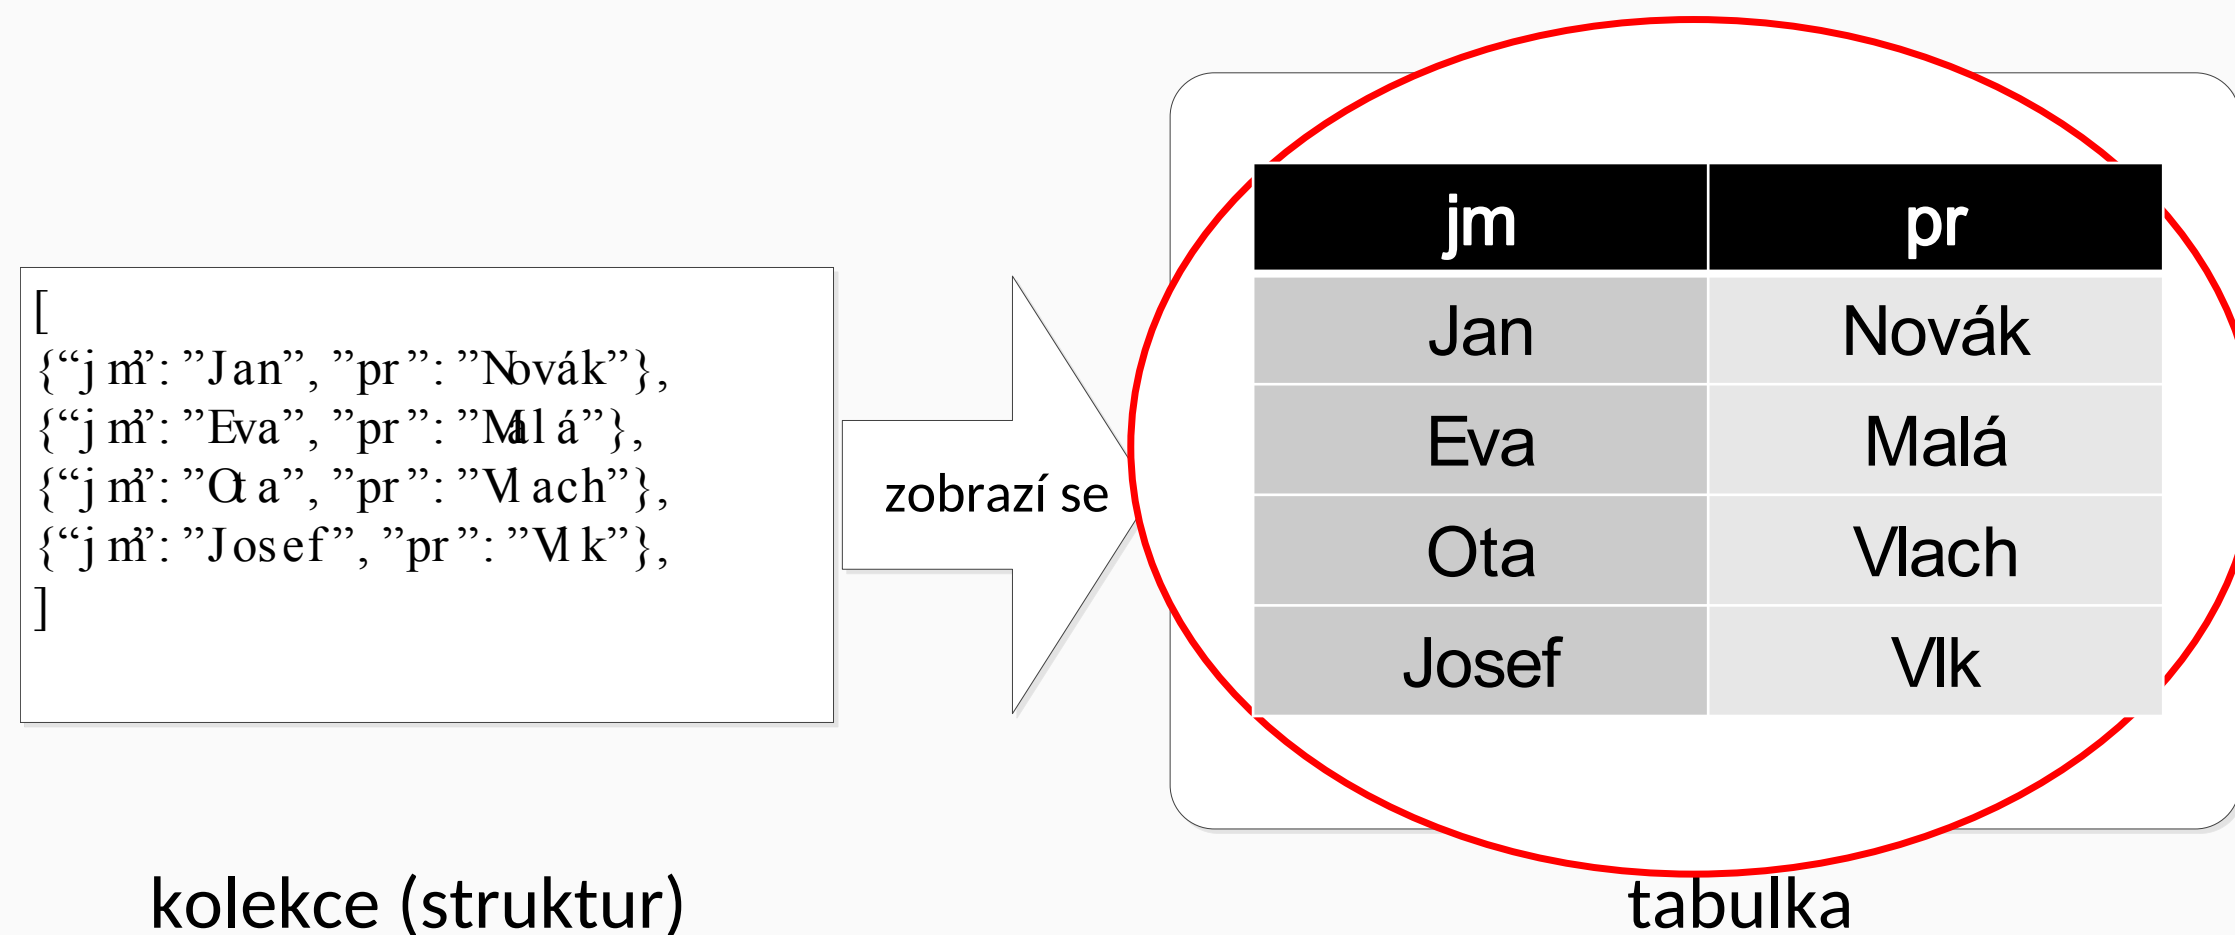 [
{“jm”: ”Jan”, ”pr”: ”Novák”},
{“jm”: ”Eva”, ”pr”: ”Malá”},
{“jm”: ”Ota”, ”pr”: ”Vlach”},
{“jm”: ”Josef”, ”pr”: ”Vlk”},
]
kolekce (struktur)
zobrazí se
jm pr
Jan Novák
Eva Malá
Ota Vlach
Josef Vlk
tabulka